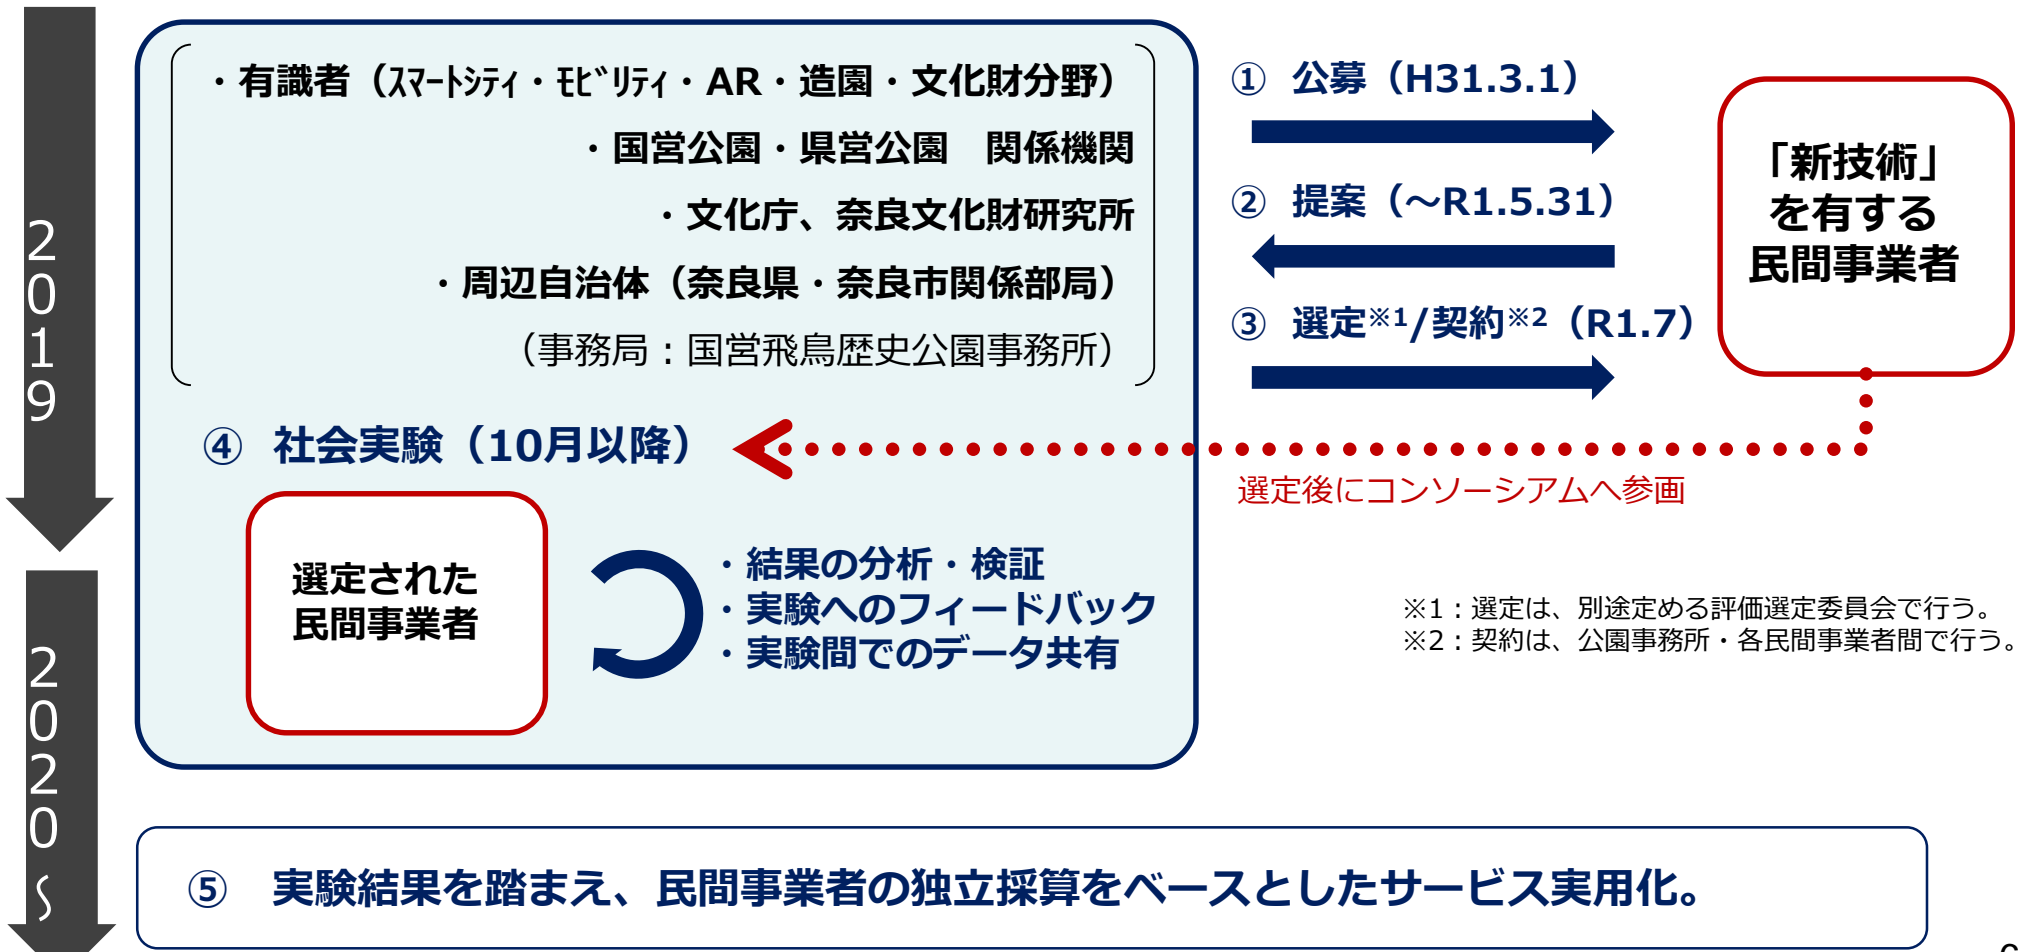 2019
・有識者（ｽﾏｰﾄｼﾃｨ・ﾓﾋﾞﾘﾃｨ・AR・造園・文化財分野）
・国営公園・県営公園　関係機関
・文化庁、奈良文化財研究所
・周辺自治体（奈良県・奈良市関係部局）
（事務局：国営飛鳥歴史公園事務所）
① 公募（H31.3.1）
② 提案（～R1.5.31）
③ 選定※1/契約※2（R1.7）
「新技術」
を有する
民間事業者
④ 社会実験（10月以降）
選定後にコンソーシアムへ参画
選定された
民間事業者
・結果の分析・検証
・実験へのフィードバック
・実験間でのデータ共有
※1：選定は、別途定める評価選定委員会で行う。
※2：契約は、公園事務所・各民間事業者間で行う。
2020～
⑤　実験結果を踏まえ、民間事業者の独立採算をベースとしたサービス実用化。